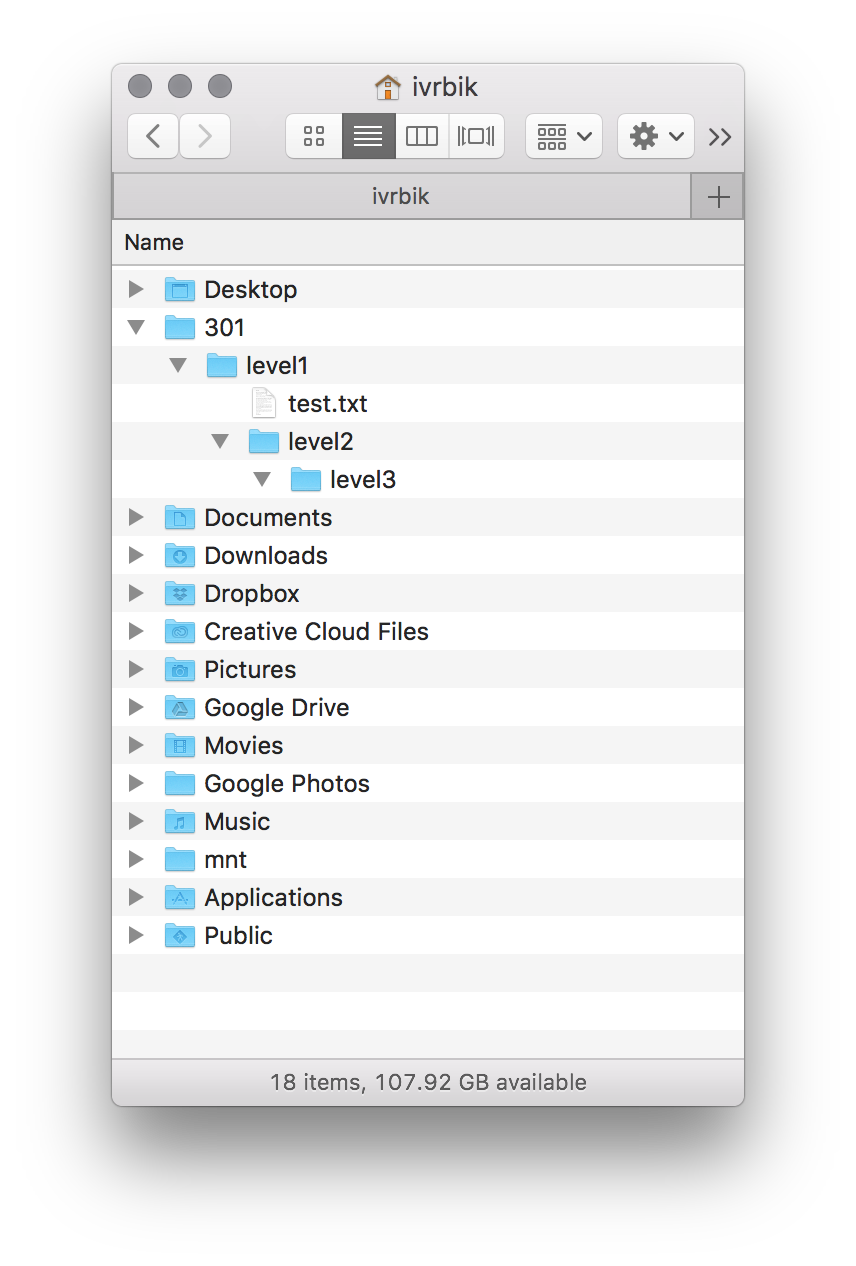 ivrbik
ivrbik
Name
Desktop
301
level1
test.txt
level2
level3
Documents
Downloads
Dropbox
Creative Cloud Files
Pictures
Google Drive
Movies
Google Photos
Music
mnt
Applications
Public
18 items, 107.92 GB available